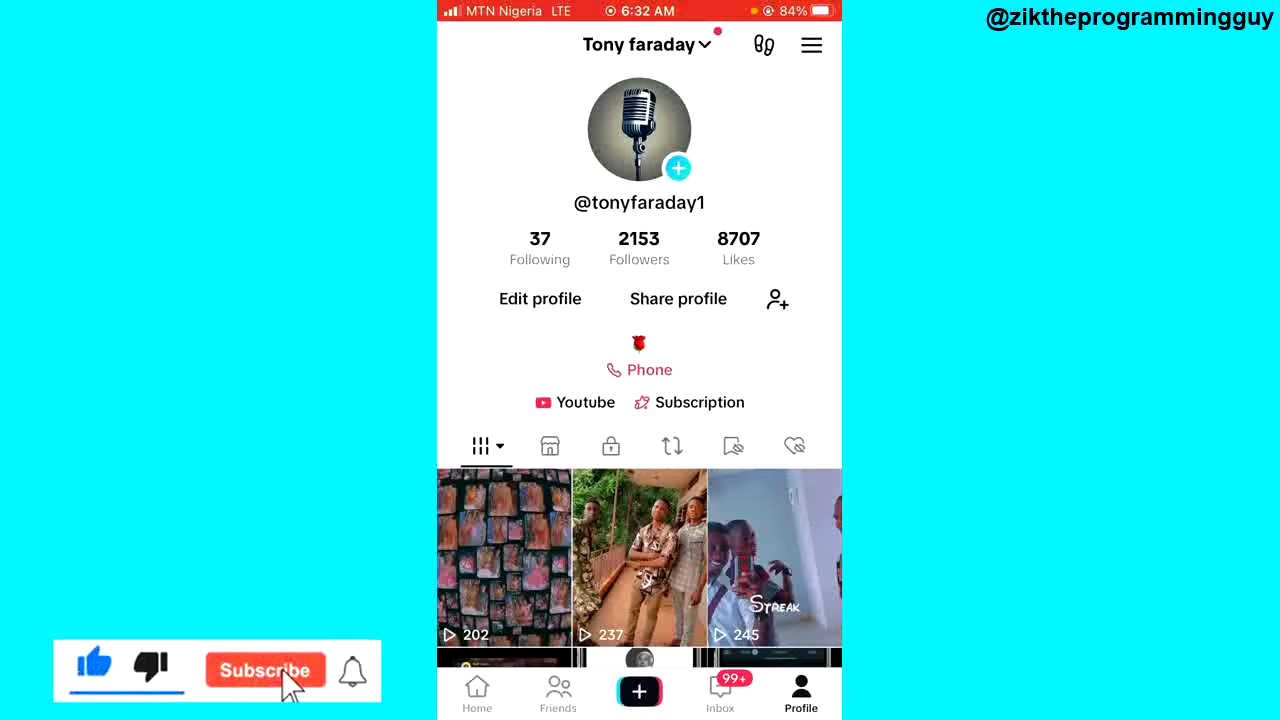 MTN Nigeria LTE 6:32 AM 84%
@ziktheprogrammingguy
Tony faraday
@tonyfaraday1
37 2153 8707
Following Followers Likes
Edit profile Share profile
Phone
Youtube Subscription
STREAK
202 237 245
Subscribe
99+
Home Friends Inbox Profile